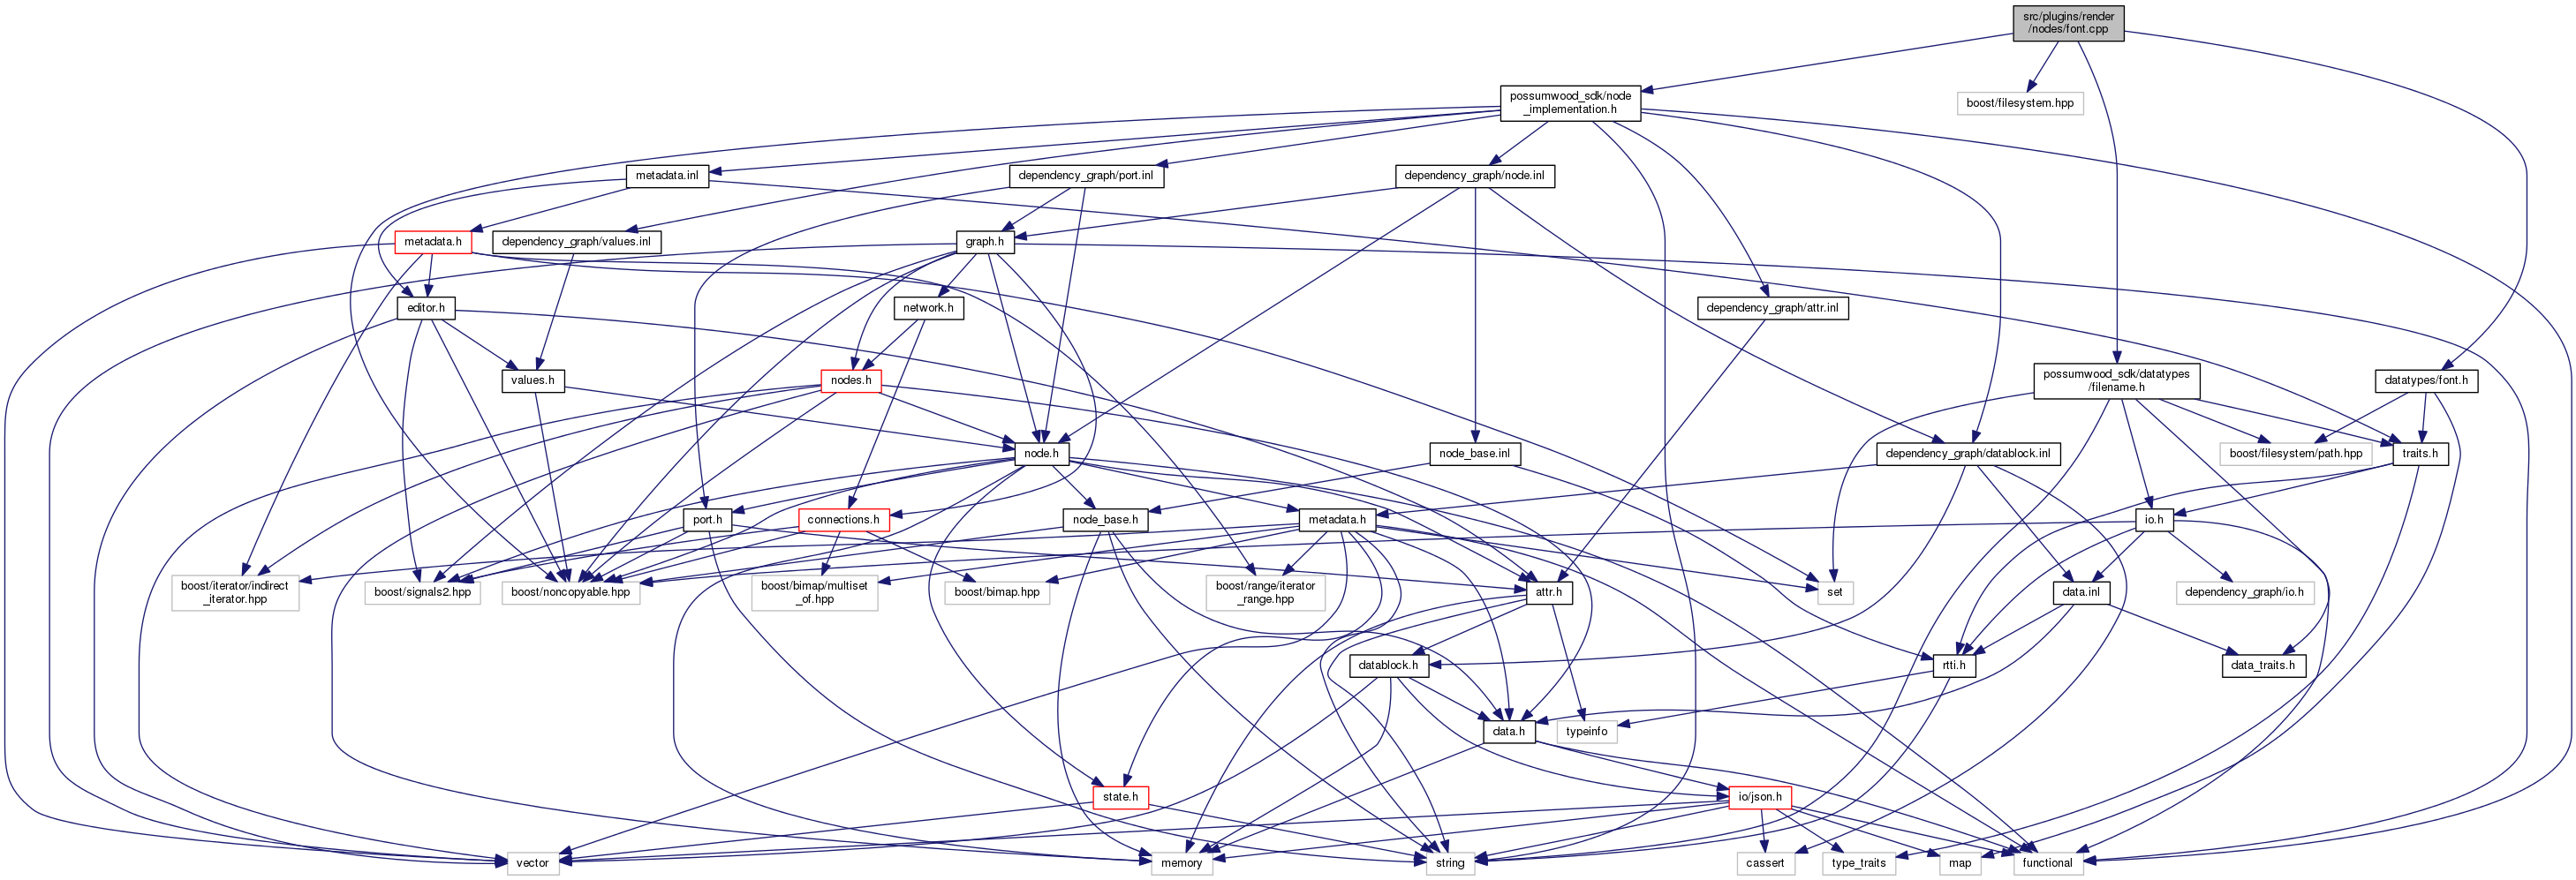 src/plugins/render
/nodes/font.cpp
possumwood_sdk/node
_implementation.h
boost/filesystem.hpp
metadata.inl
dependency_graph/port.inl
dependency_graph/node.inl
metadata.h
dependency_graph/values.inl
graph.h
editor.h
network.h
dependency_graph/attr.inl
values.h
nodes.h
possumwood_sdk/datatypes
/filename.h
datatypes/font.h
node.h
node_base.inl
dependency_graph/datablock.inl
boost/filesystem/path.hpp
traits.h
port.h
connections.h
node_base.h
metadata.h
io.h
boost/iterator/indirect
_iterator.hpp
boost/signals2.hpp
boost/noncopyable.hpp
boost/bimap/multiset
_of.hpp
boost/bimap.hpp
boost/range/iterator
_range.hpp
attr.h
set
data.inl
dependency_graph/io.h
datablock.h
rtti.h
data_traits.h
data.h
typeinfo
state.h
io/json.h
vector
memory
string
cassert
type_traits
map
functional